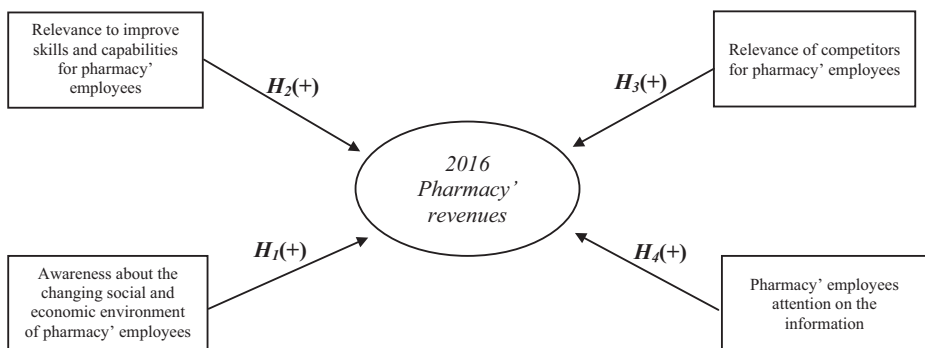 Relevance to improve
skills and capabilities
for pharmacy’
employees
Relevance of competitors
for pharmacy’ employees
H2(+)
H3(+)
2016
Pharmacy’
revenues
H1(+)
H4(+)
Awareness about the
changing social and
economic environment
of pharmacy’ employees
Pharmacy’ employees
attention on the
information